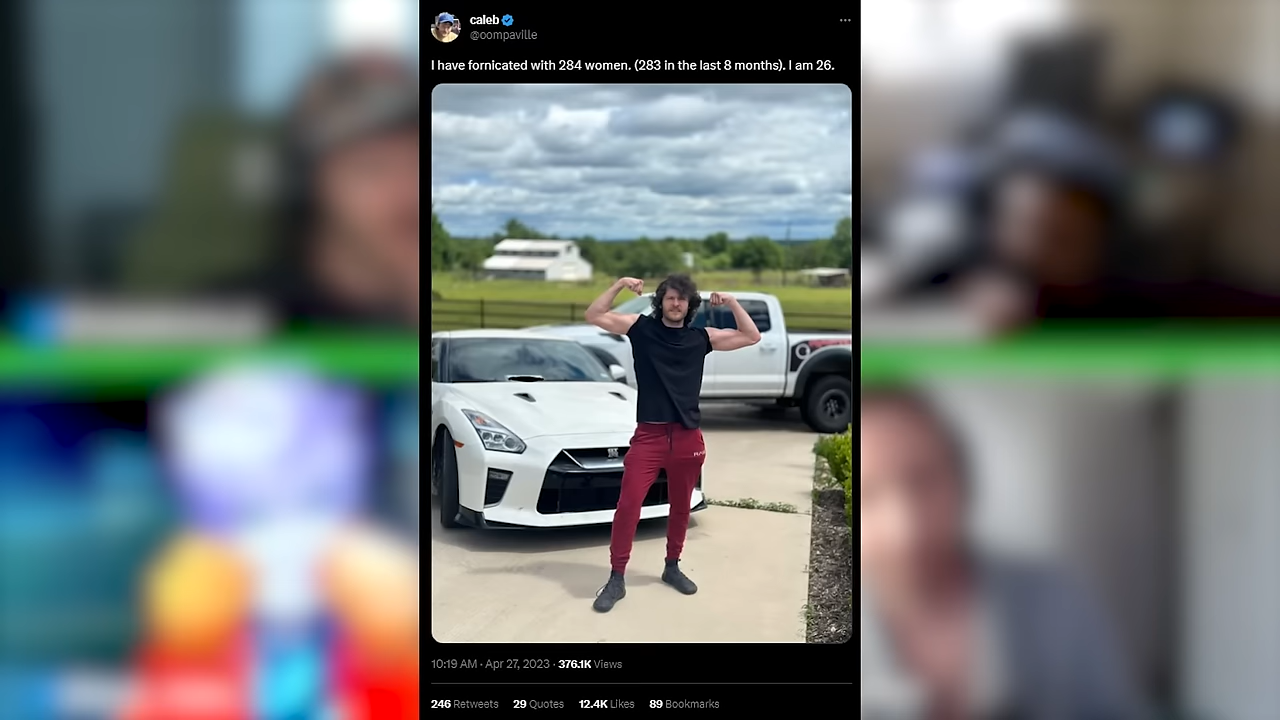 caleb
@oompaville
I have fornicated with 284 women. (283 in the last 8 months). I am 26.
10:19 AM · Apr 27, 2023 · 376.1K Views
246 Retweets 29 Quotes 12.4K Likes 89 Bookmarks